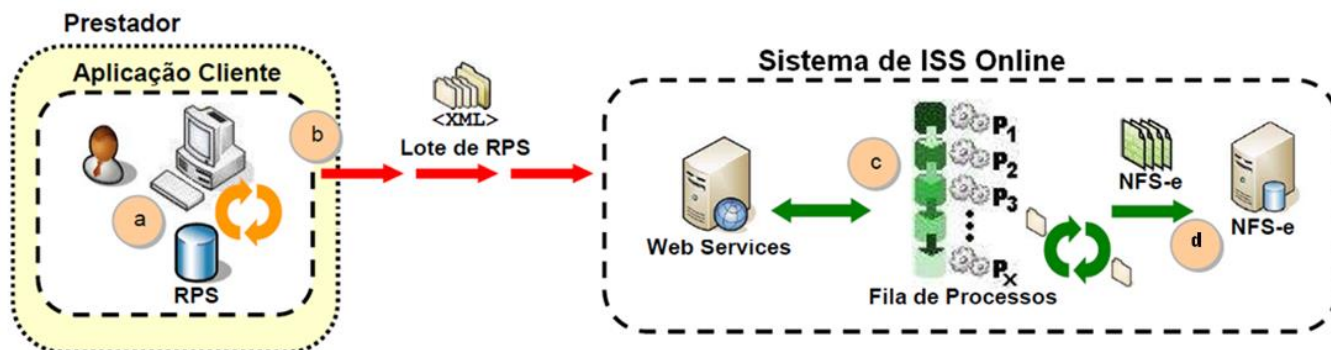 Prestador
Aplicação Cliente
a
RPS
b
<XML>
Lote de RPS
Sistema de ISS Online
Web Services
c
P1
P2
P3
Px
Fila de Processos
NFS-e
d
NFS-e